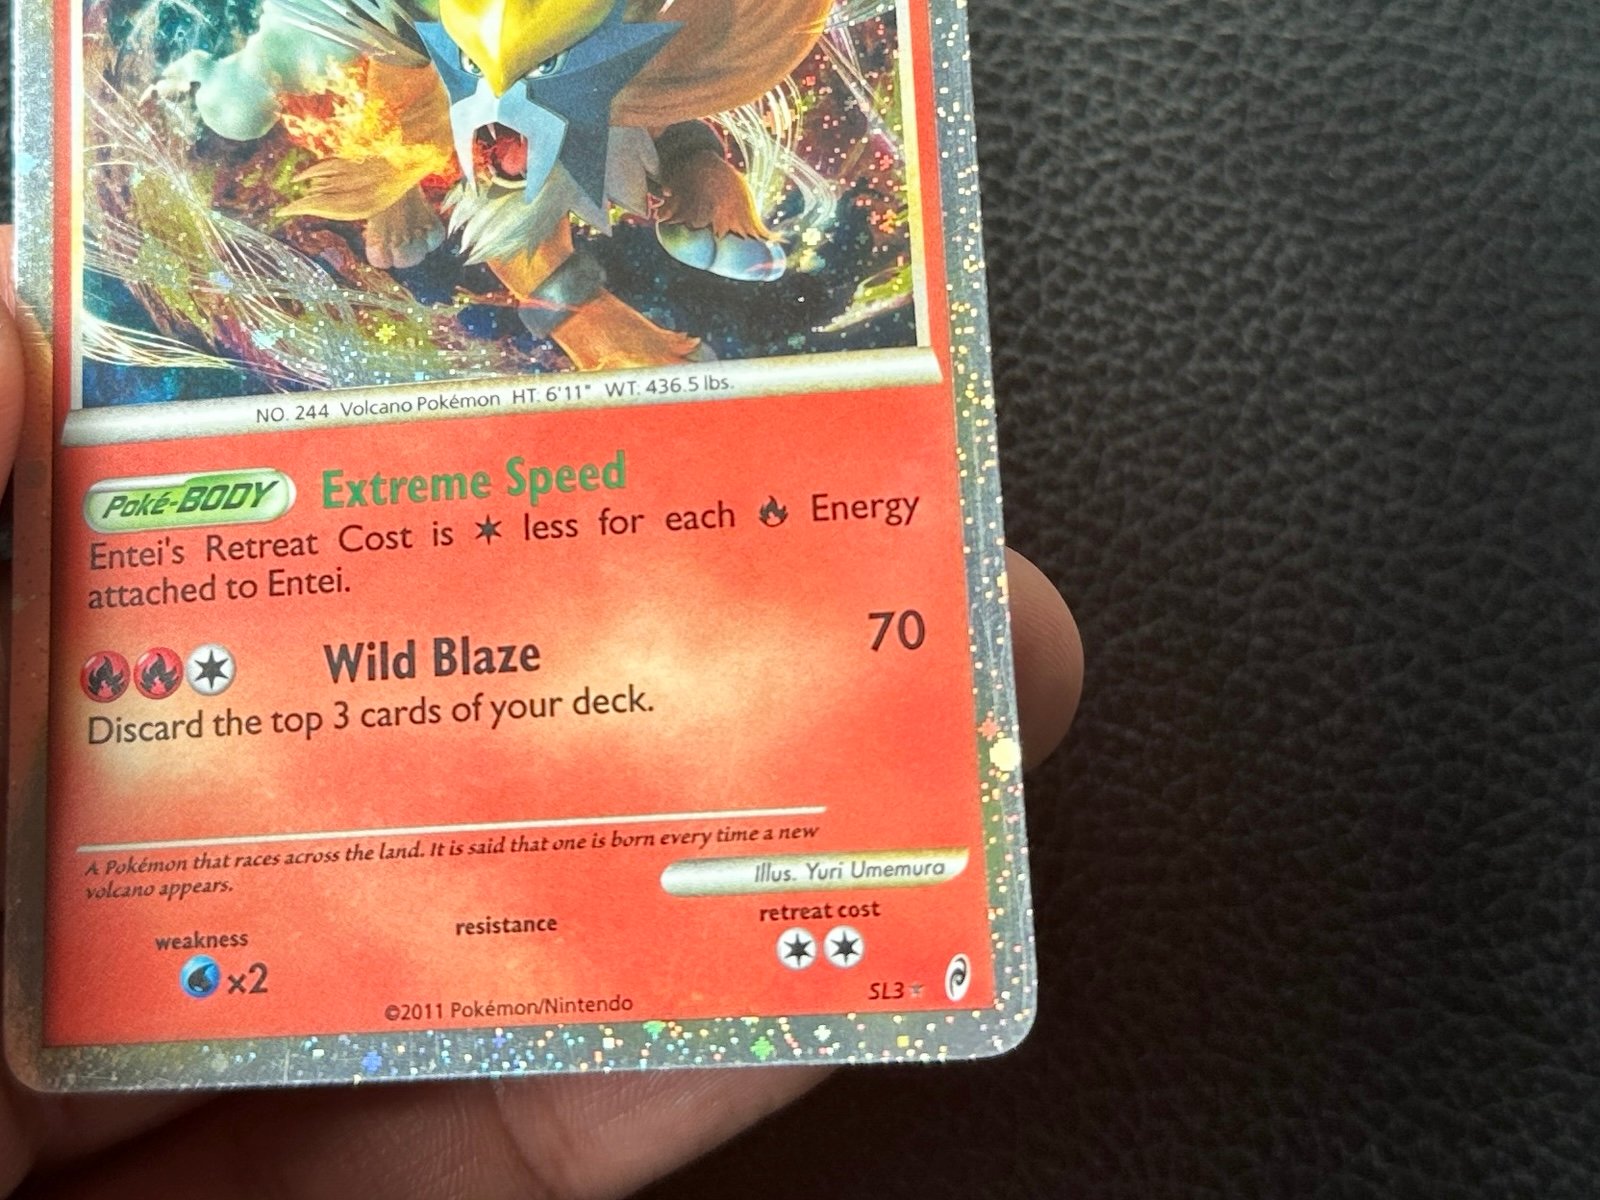 NO. 244 Volcano Pokémon HT: 6'11" WT: 436.5 lbs.
Poké-BODY Extreme Speed
Entei's Retreat Cost is less for each Energy
attached to Entei.
Wild Blaze 70
Discard the top 3 cards of your deck.
A Pokémon that races across the land. It is said that one is born every time a new
volcano appears.
Illus. Yuri Umemura
weakness resistance retreat cost
x2
SL3
©2011 Pokémon/Nintendo